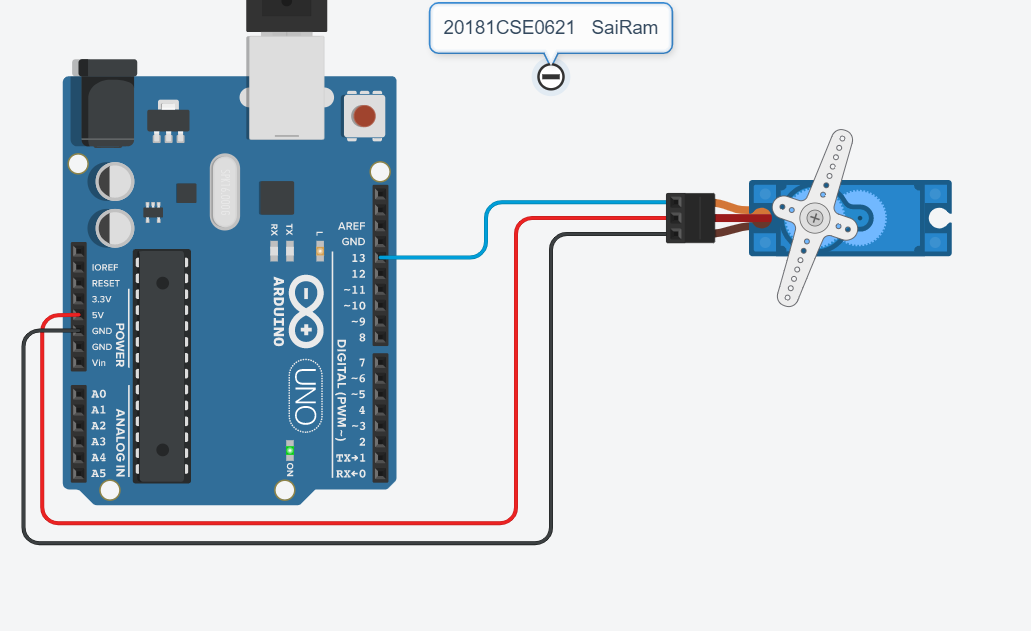 20181CSE0621 SaiRam
AREF
GND
RX
TX
L
13
12
~11
~10
~9
8
IOREF
RESET
3.3V
5V
GND
GND
Vin
POWER
ARDUINO
UNO
DIGITAL (PWM~)
7
~6
~5
4
~3
2
TX→1
RX←0
A0
A1
A2
A3
A4
A5
ANALOG IN
ON